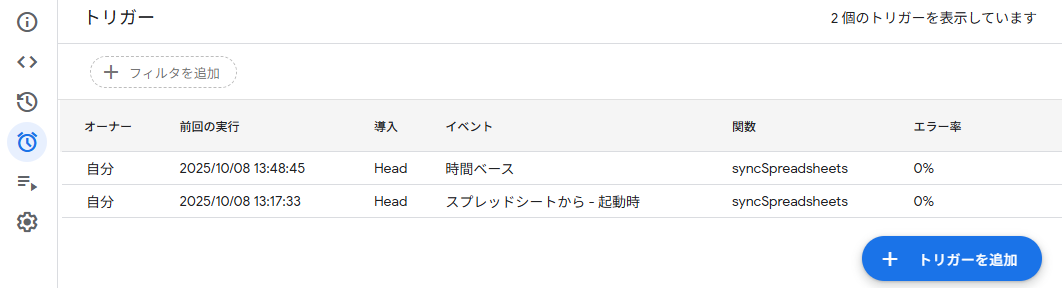 トリガー
2 個のトリガーを表示しています
フィルタを追加
オーナー 前回の実行 導入 イベント 関数 エラー率
自分 2025/10/08 13:48:45 Head 時間ベース syncSpreadsheets 0%
自分 2025/10/08 13:17:33 Head スプレッドシートから - 起動時 syncSpreadsheets 0%
トリガーを追加